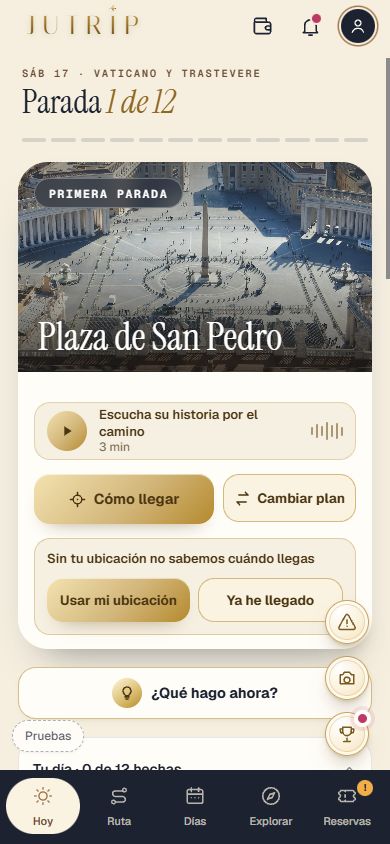 JUTRIP
SÁB 17 · VATICANO Y TRASTEVERE
Parada 1 de 12
PRIMERA PARADA
Plaza de San Pedro
Escucha su historia por el
camino
3 min
Cómo llegar
Cambiar plan
Sin tu ubicación no sabemos cuándo llegas
Usar mi ubicación
Ya he llegado
¿Qué hago ahora?
Pruebas
Tu día · 0 de 12 hechas
Hoy
Ruta
Días
Explorar
!
Reservas